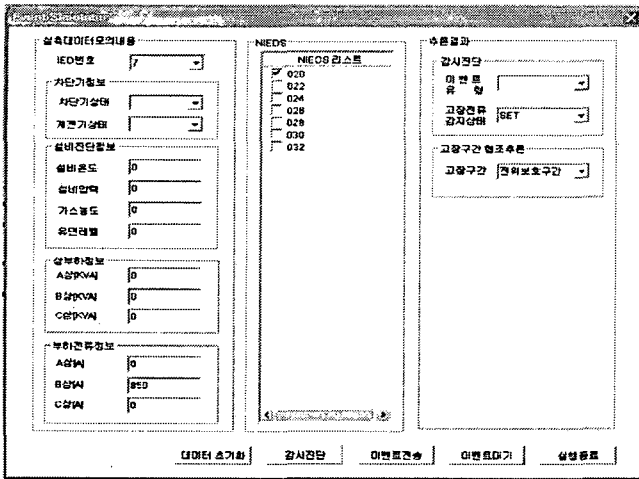 EventSimulator
실측데이터모의내용
IED번호 7
차단기정보
차단기상태
계전기상태
설비진단정보
설비온도 0
설비압력 0
가스농도 0
유면레벨 0
상부하정보
A상[KVA] 0
B상[KVA] 0
C상[KVA] 0
부하전류정보
A상[A] 0
B상[A] 850
C상[A] 0
NIEDS
NIEDS 리스트
020
022
024
026
028
030
032
추론결과
감시진단
이벤트
유 형
고장전류
감지상태 SET
고장구간 협조추론
고장구간 전위보호구간
데이터 초기화 감시진단 이벤트전송 이벤트대기 실행종료